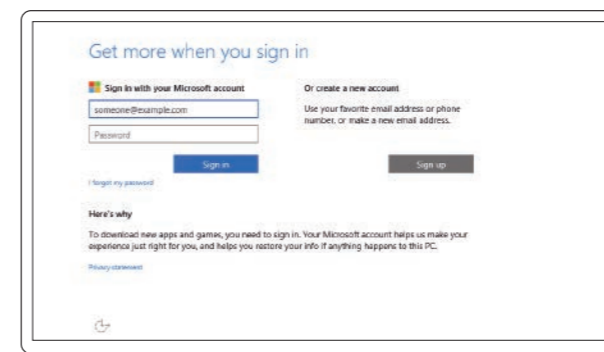 Get more when you sign in
Sign in with your Microsoft account
someone@example.com
Password
Sign in
I forgot my password
Or create a new account
Use your favorite email address or phone
number, or make a new email address.
Sign up
Here's why
To download new apps and games, you need to sign in. Your Microsoft account helps us make your
experience just right for you, and helps you restore your info if anything happens to this PC.
Privacy statement